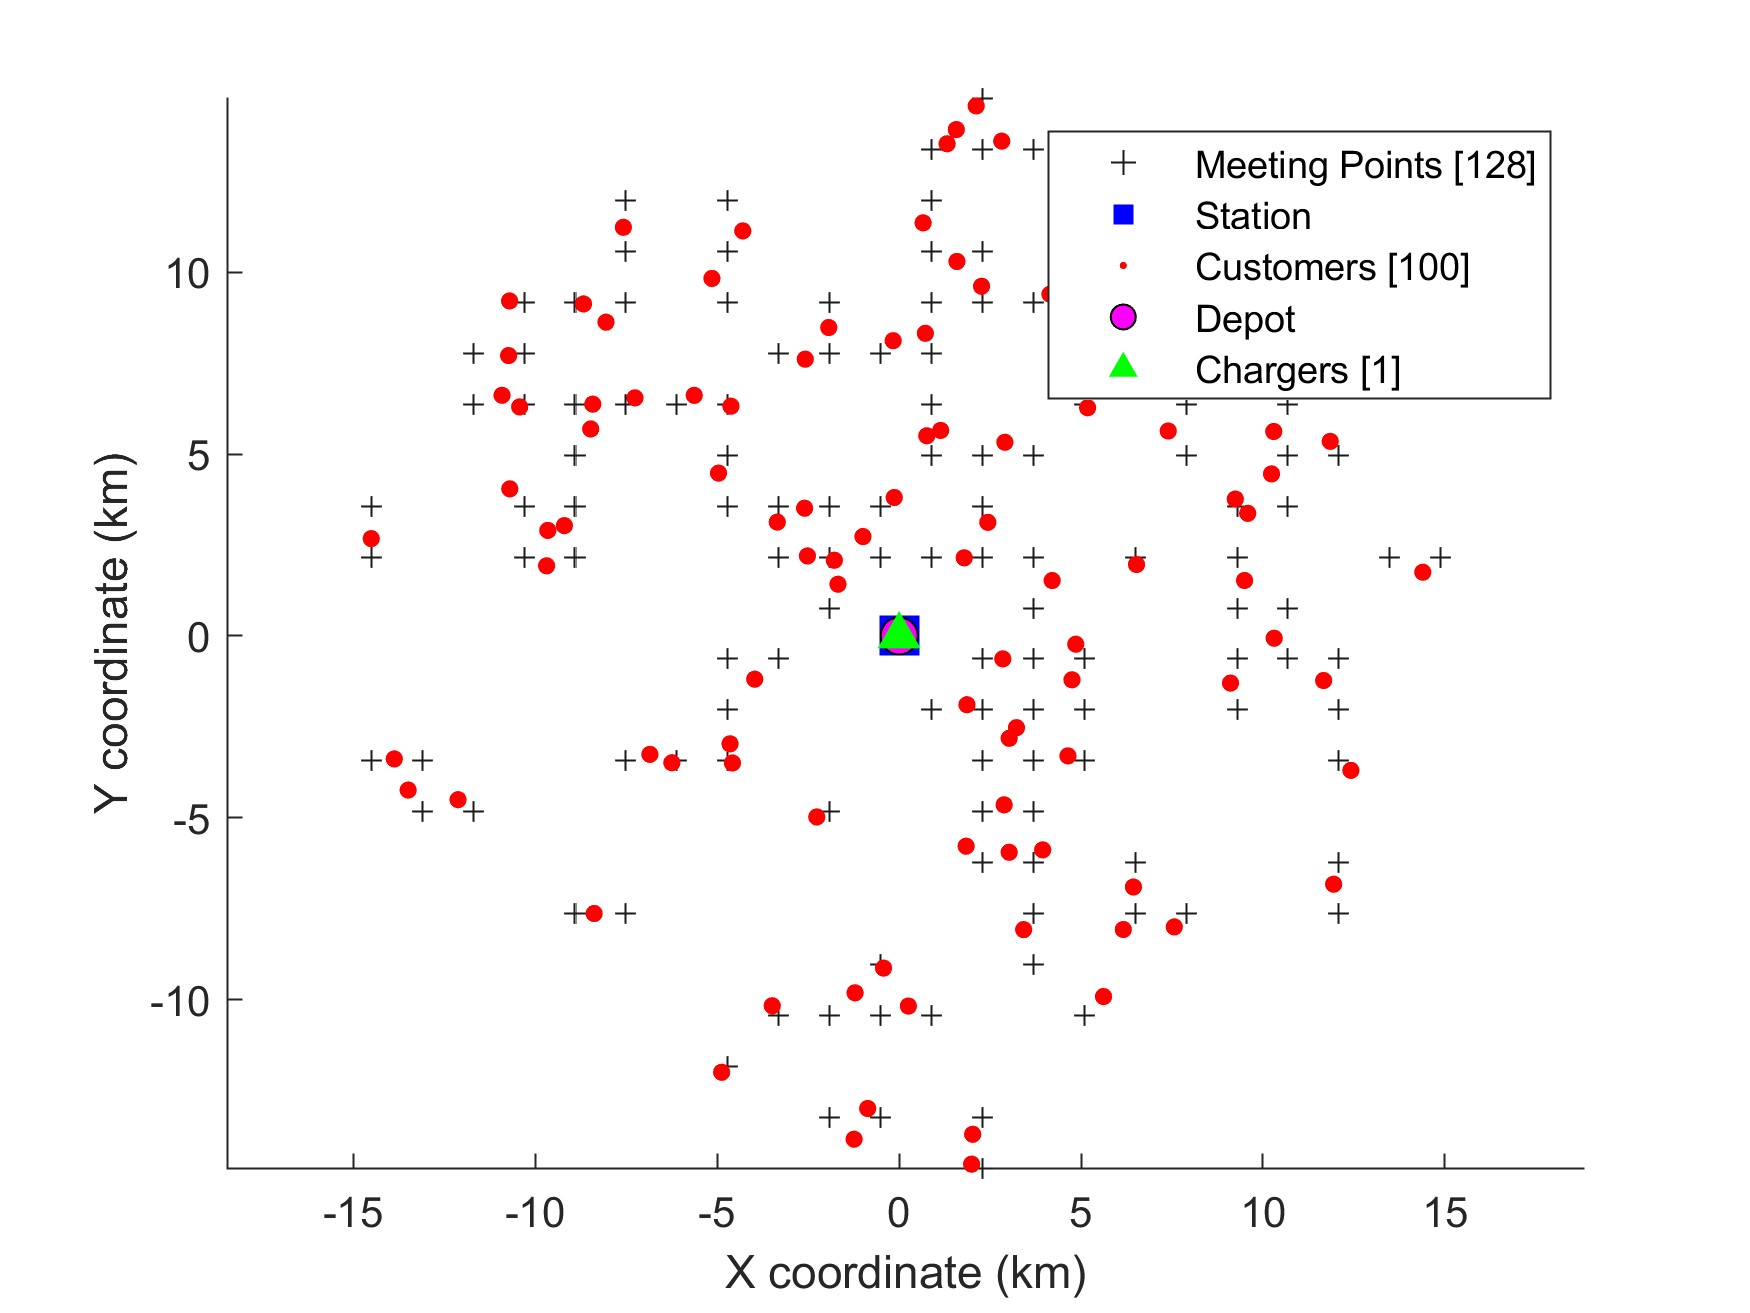 Meeting Points [128]
Station
Customers [100]
Depot
Chargers [1]
10
5
0
-5
-10
Y coordinate (km)
-15 -10 -5 0 5 10 15
X coordinate (km)